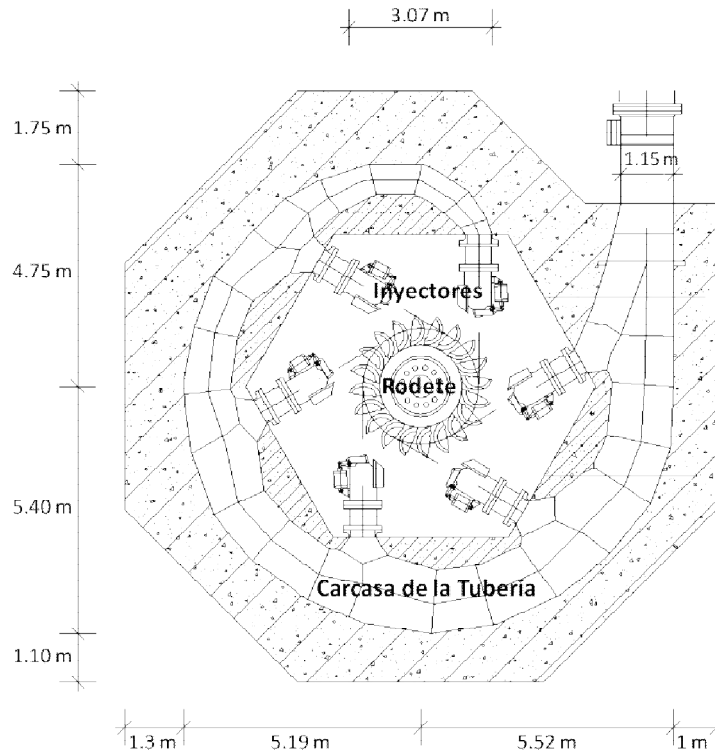 3.07 m
1.75 m
1.15 m
4.75 m
Inyectores
Rodete
5.40 m
Carcasa de la Tubería
1.10 m
1.3 m
5.19 m
5.52 m
1 m